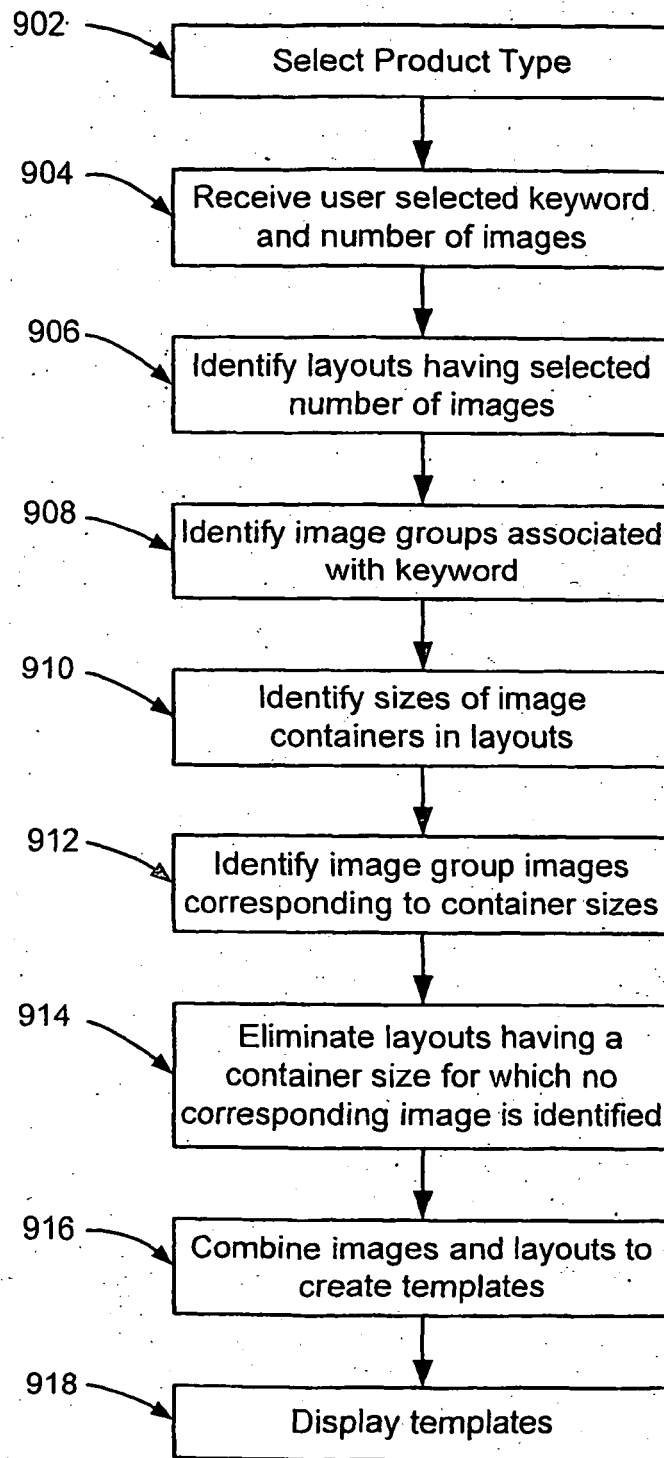 902
Select Product Type
904
Receive user selected keyword
and number of images
906
Identify layouts having selected
number of images
908
Identify image groups associated
with keyword
910
Identify sizes of image
containers in layouts
912
Identify image group images
corresponding to container sizes
914
Eliminate layouts having a
container size for which no
corresponding image is identified
916
Combine images and layouts to
create templates
918
Display templates